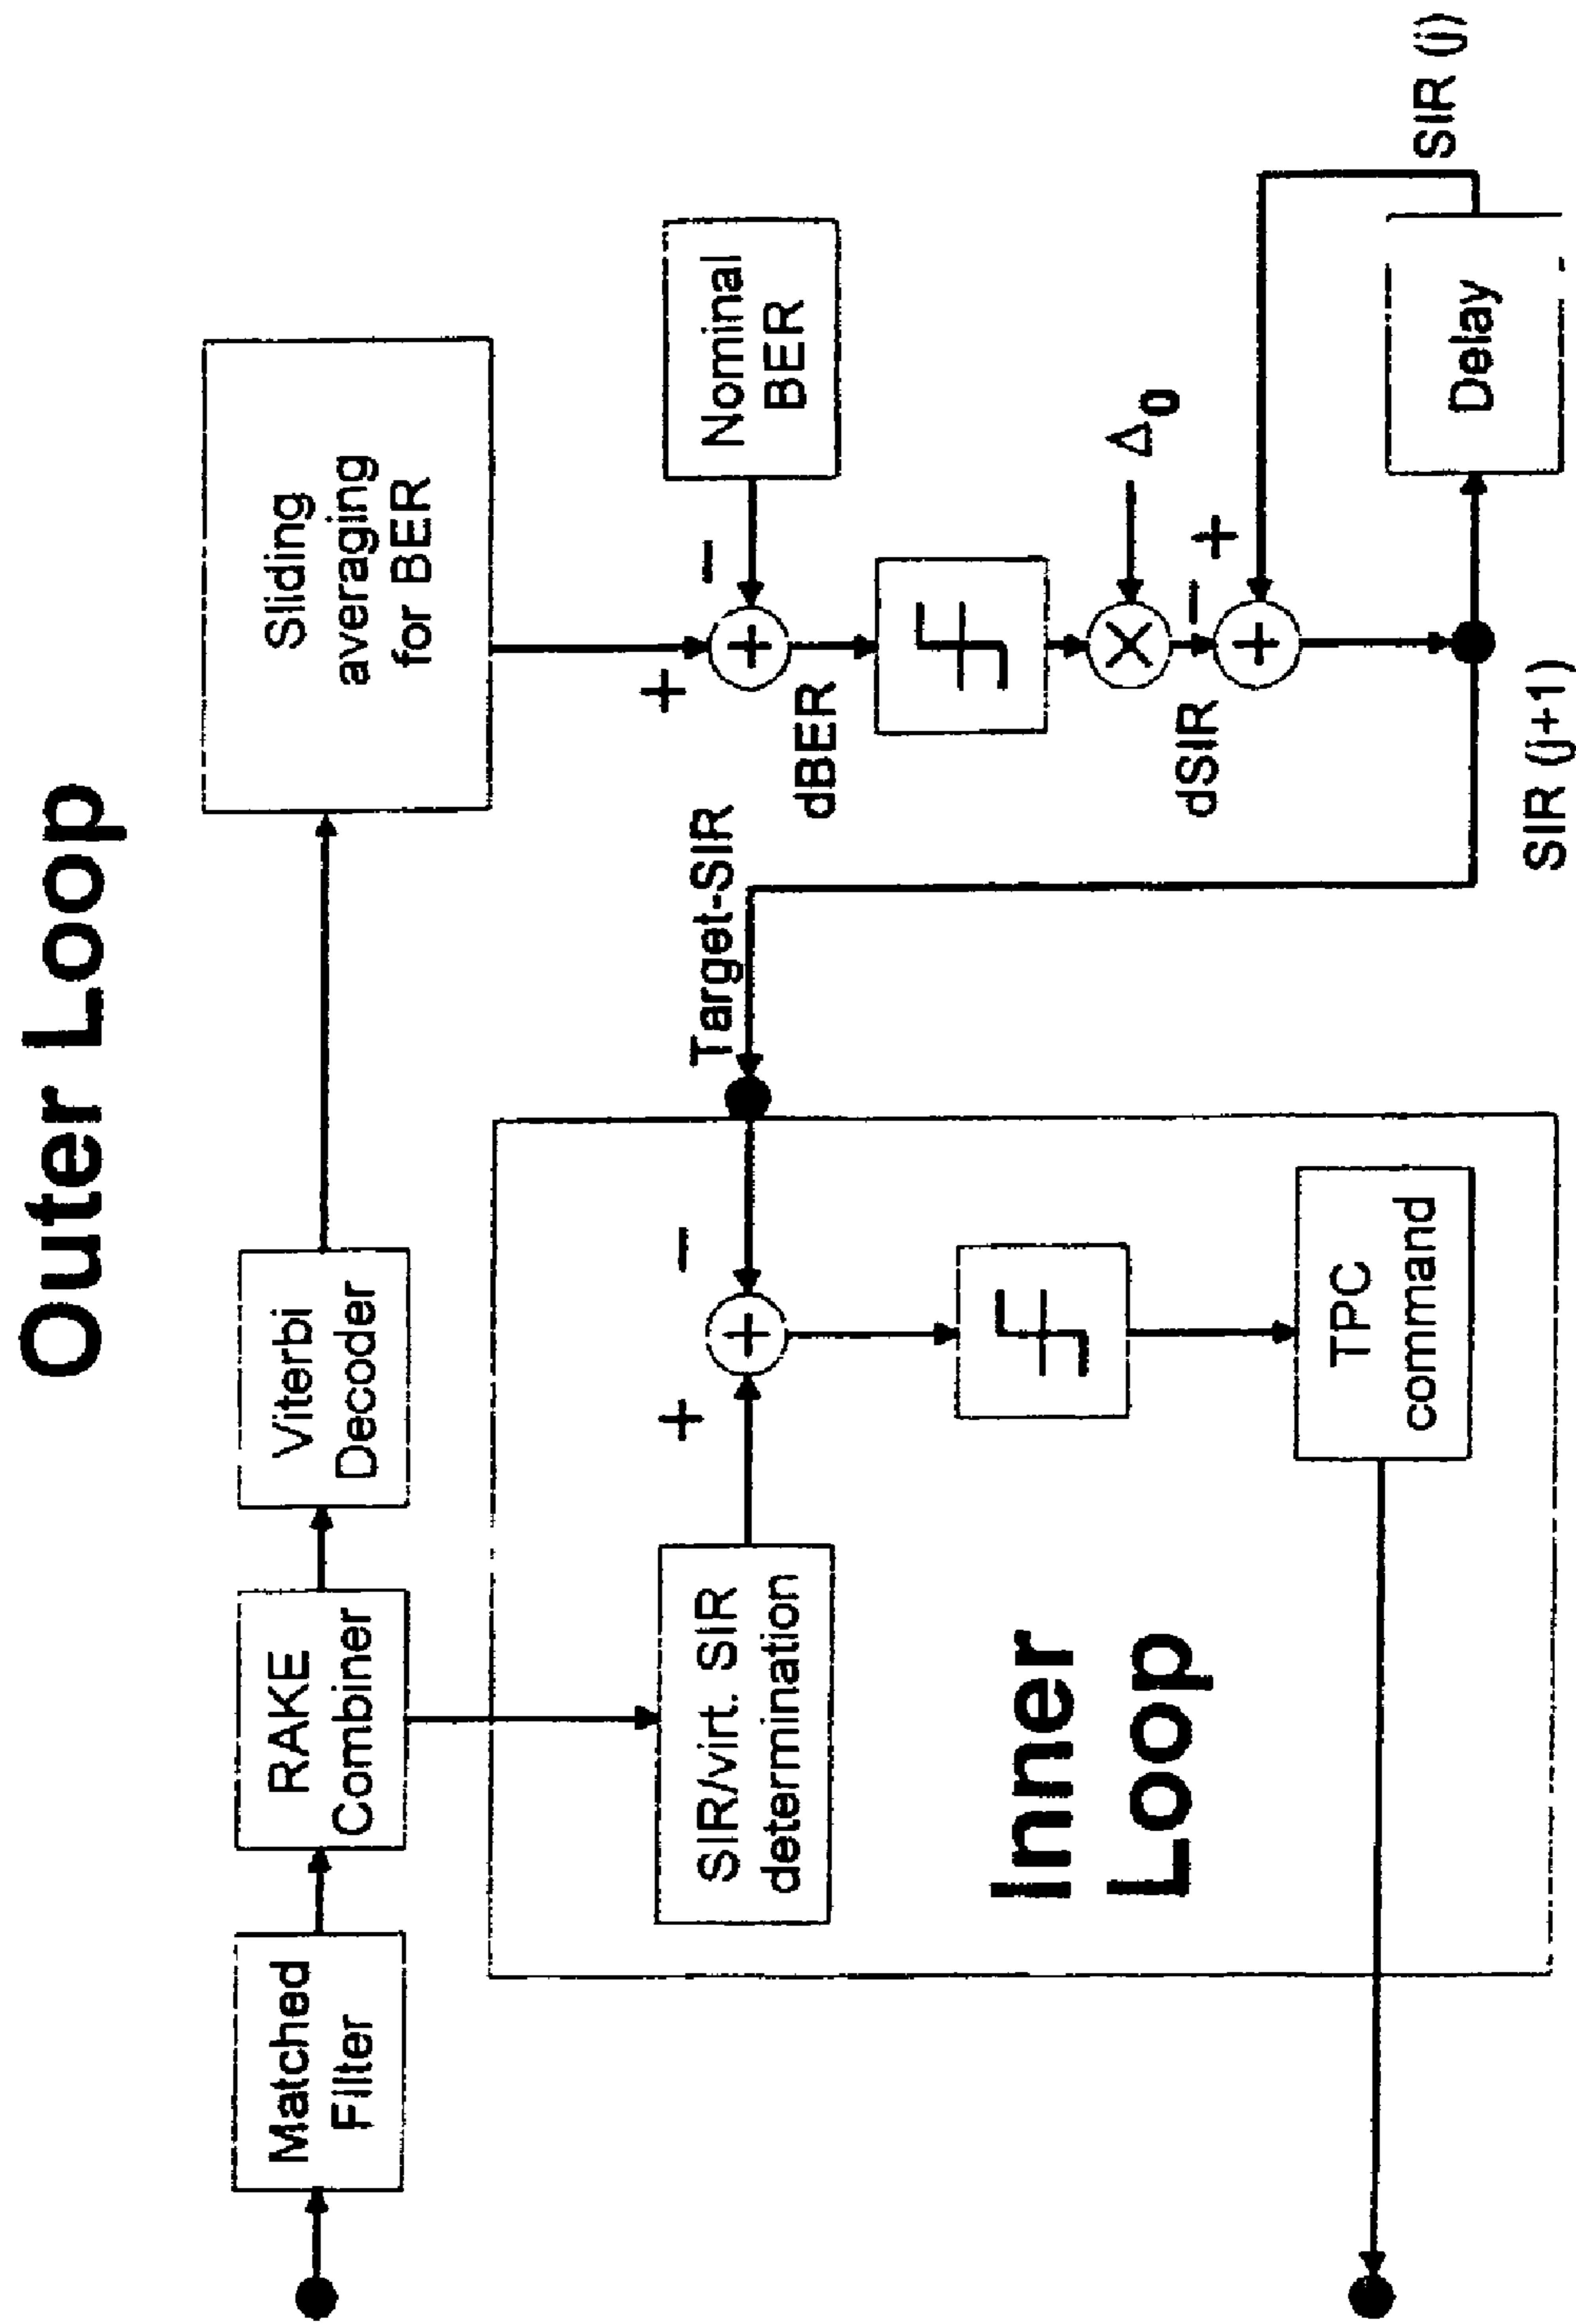 Outer Loop
Matched
Filter
RAKE
Combiner
Viterbi
Decoder
Sliding
averaging
for BER
SIR/virt. SIR
determination
+
−
+
Target-SIR
+
−
+
Nominal
BER
dBER
TPC
command
Inner
Loop
×
Δ0
dSIR
−
+
+
Delay
SIR (j)
SIR (j+1)